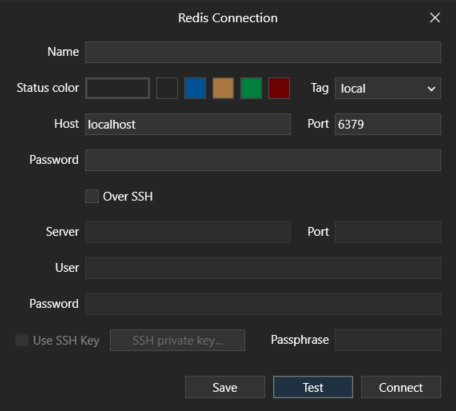 Redis Connection
Name
Status color Tag local
Host localhost Port 6379
Password
Over SSH
Server Port
User
Password
Use SSH Key SSH private key... Passphrase
Save Test Connect